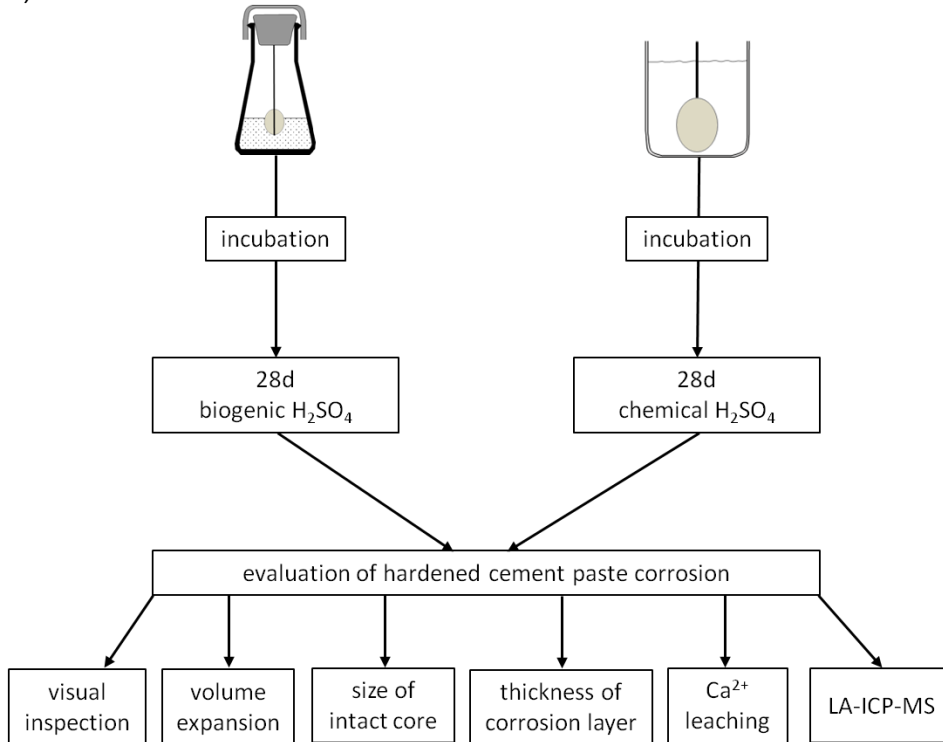 incubation
incubation
28d
biogenic H₂SO₄
28d
chemical H₂SO₄
evaluation of hardened cement paste corrosion
visual
inspection
volume
expansion
size of
intact core
thickness of
corrosion layer
Ca²⁺
leaching
LA-ICP-MS